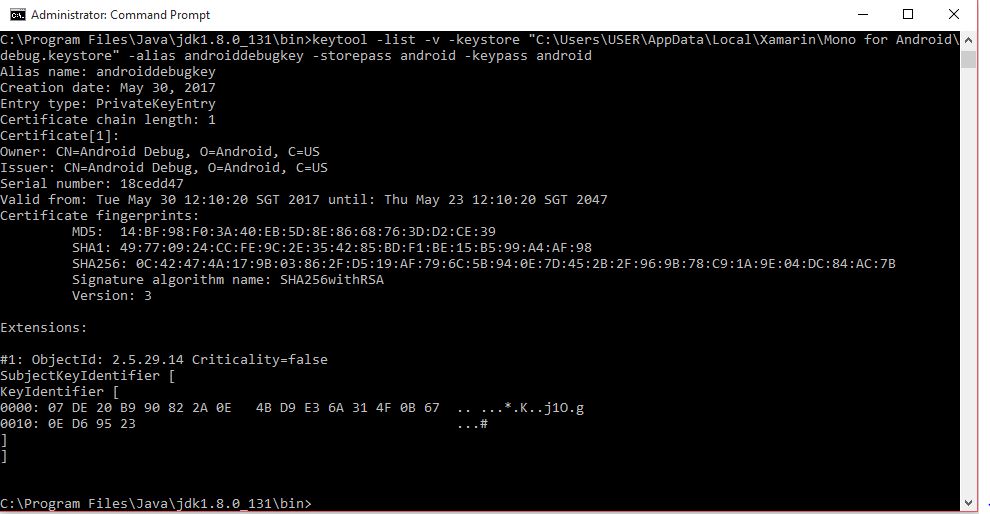 Administrator: Command Prompt
C:\Program Files\Java\jdk1.8.0_131\bin>keytool -list -v -keystore "C:\Users\USER\AppData\Local\Xamarin\Mono for Android\
debug.keystore" -alias androiddebugkey -storepass android -keypass android
Alias name: androiddebugkey
Creation date: May 30, 2017
Entry type: PrivateKeyEntry
Certificate chain length: 1
Certificate[1]:
Owner: CN=Android Debug, O=Android, C=US
Issuer: CN=Android Debug, O=Android, C=US
Serial number: 18cedd47
Valid from: Tue May 30 12:10:20 SGT 2017 until: Thu May 23 12:10:20 SGT 2047
Certificate fingerprints:
         MD5:  14:BF:98:F0:3A:40:EB:5D:8E:86:68:76:3D:D2:CE:39
         SHA1: 49:77:09:24:CC:FE:9C:2E:35:42:85:BD:F1:BE:15:B5:99:A4:AF:98
         SHA256: 0C:42:47:4A:17:9B:03:86:2F:D5:19:AF:79:6C:5B:94:0E:7D:45:2B:2F:96:9B:78:C9:1A:9E:04:DC:84:AC:7B
         Signature algorithm name: SHA256withRSA
         Version: 3
Extensions:
#1: ObjectId: 2.5.29.14 Criticality=false
SubjectKeyIdentifier [
KeyIdentifier [
0000: 07 DE 20 B9 90 82 2A 0E   4B D9 E3 6A 31 4F 0B 67  .. ...*.K..j1O.g
0010: 0E D6 95 23                                        ...#
]
]
C:\Program Files\Java\jdk1.8.0_131\bin>